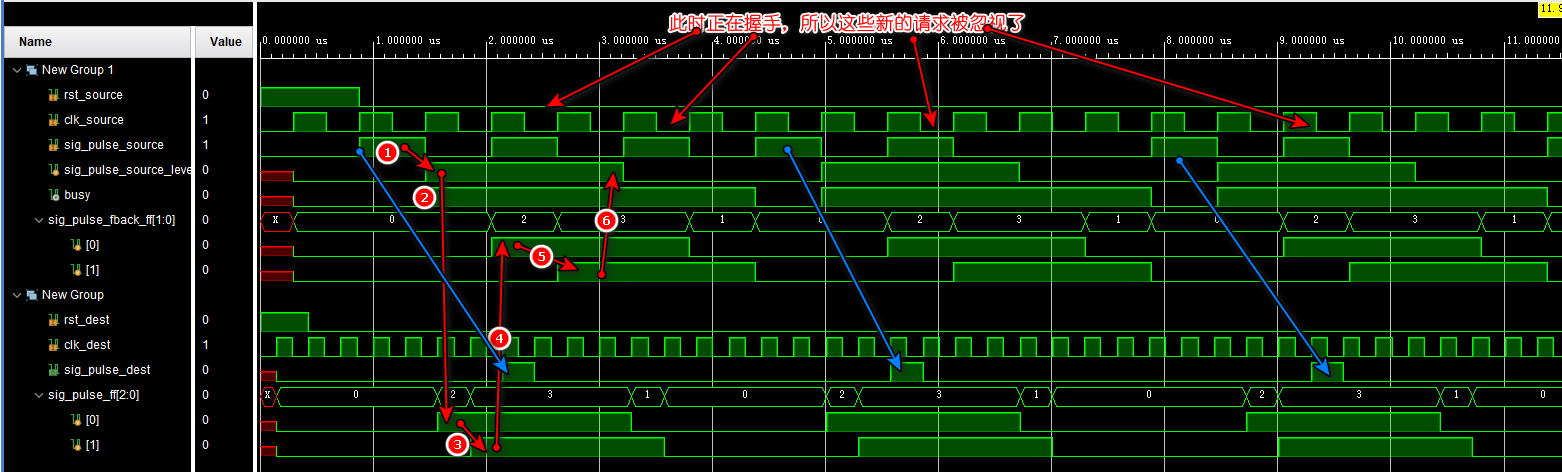 11.9
此时正在握手，所以这些新的请求被忽视了
Name Value
0.000000 us 1.000000 us 2.000000 us 3.000000 us 4.000000 us 5.000000 us 6.000000 us 7.000000 us 8.000000 us 9.000000 us 10.000000 us 11.000000
New Group 1
rst_source 0
clk_source 1
sig_pulse_source 1
1
sig_pulse_source_leve 0
busy 0
2
sig_pulse_fback_ff[1:0] 0 X 0 2 3 1 0 2 3 1 0 2 3 1
6
[0] 0
5
[1] 0
New Group
rst_dest 0
4
clk_dest 1
sig_pulse_dest 0
sig_pulse_ff[2:0] 0 X 0 2 3 1 0 2 3 1 0 2 3 1 0
[0] 0
[1] 0
3